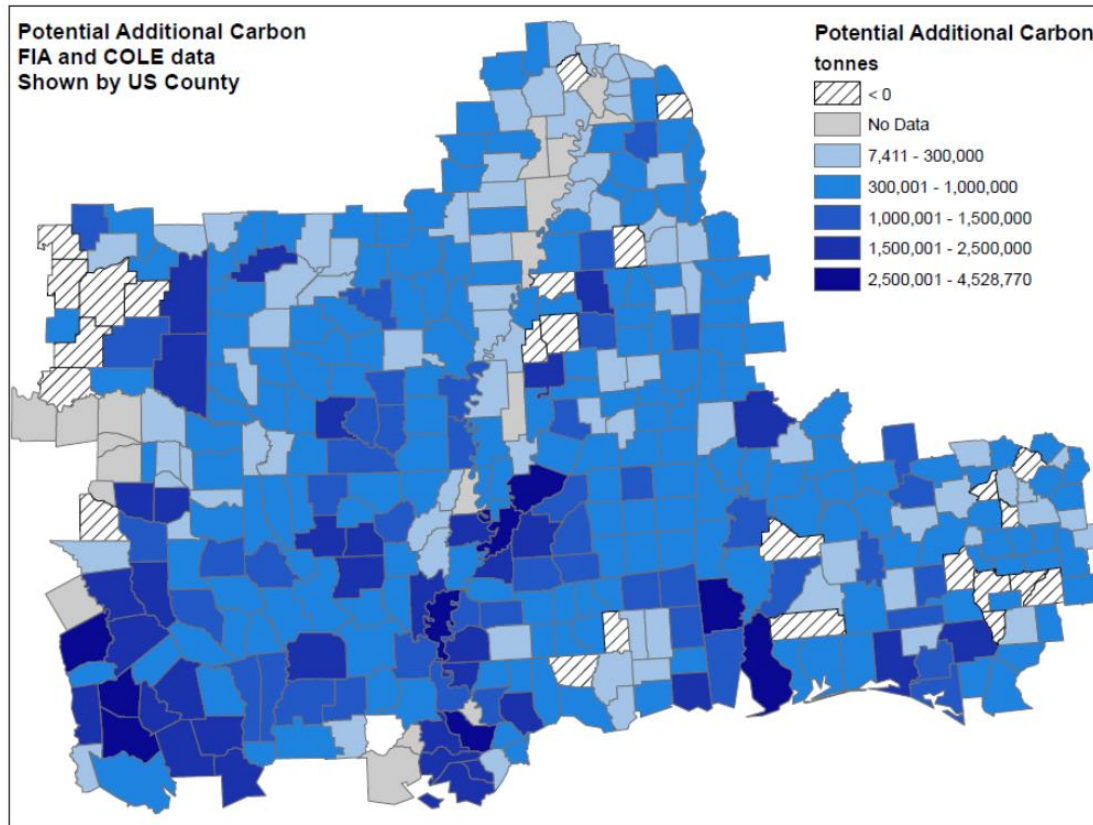 Potential Additional Carbon
FIA and COLE data
Shown by US County
Potential Additional Carbon
tonnes
< 0
No Data
7,411 - 300,000
300,001 - 1,000,000
1,000,001 - 1,500,000
1,500,001 - 2,500,000
2,500,001 - 4,528,770